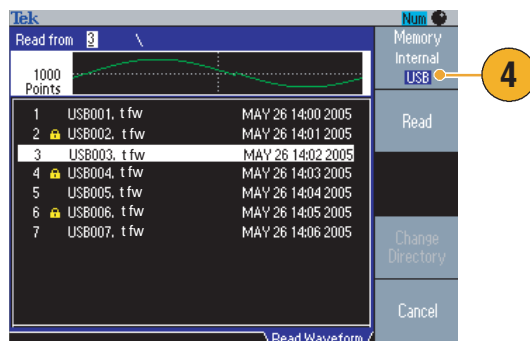 Tek
Num
Read from 3 \
Memory
Internal
USB
4
1000
Points
Read
1 USB001. tfw MAY 26 14:00 2005
2 USB002. tfw MAY 26 14:01 2005
3 USB003. tfw MAY 26 14:02 2005
4 USB004. tfw MAY 26 14:03 2005
5 USB005. tfw MAY 26 14:04 2005
6 USB006. tfw MAY 26 14:05 2005
7 USB007. tfw MAY 26 14:06 2005
Change
Directory
Cancel
Read Waveform